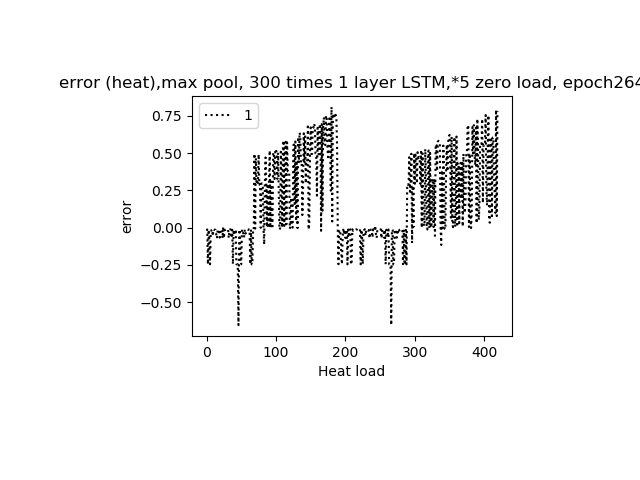 error (heat),max pool, 300 times 1 layer LSTM,*5 zero load, epoch264
1
0.75
0.50
0.25
0.00
−0.25
−0.50
error
0 100 200 300 400
Heat load